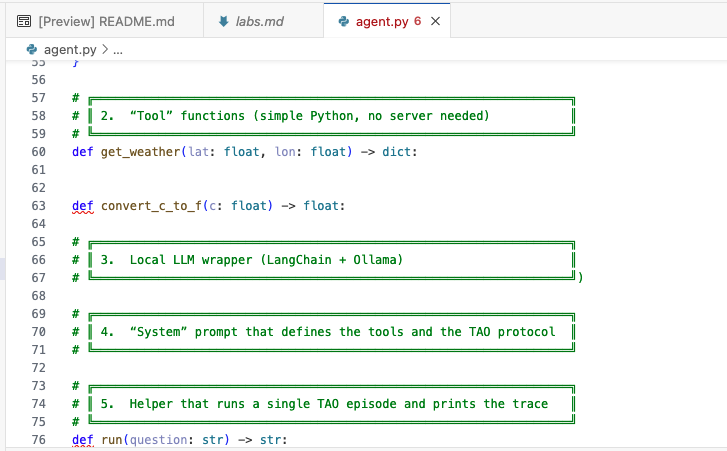 [Preview] README.md labs.md agent.py 6
agent.py > ...
55 }
56
57 # ╔══════════════════════════════════════════════════════════════════╗
58 # ║ 2. “Tool” functions (simple Python, no server needed) ║
59 # ╚══════════════════════════════════════════════════════════════════╝
60 def get_weather(lat: float, lon: float) -> dict:
61
62
63 def convert_c_to_f(c: float) -> float:
64
65 # ╔══════════════════════════════════════════════════════════════════╗
66 # ║ 3. Local LLM wrapper (LangChain + Ollama) ║
67 # ╚══════════════════════════════════════════════════════════════════╝)
68
69 # ╔══════════════════════════════════════════════════════════════════╗
70 # ║ 4. “System” prompt that defines the tools and the TAO protocol ║
71 # ╚══════════════════════════════════════════════════════════════════╝
72
73 # ╔══════════════════════════════════════════════════════════════════╗
74 # ║ 5. Helper that runs a single TAO episode and prints the trace ║
75 # ╚══════════════════════════════════════════════════════════════════╝
76 def run(question: str) -> str: